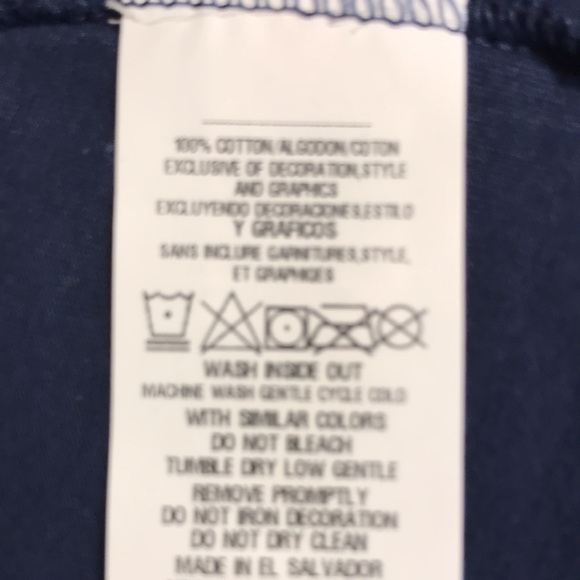 100% COTTON/ALGODON/COTON
EXCLUSIVE OF DECORATION,STYLE
AND GRAPHICS
EXCLUYENDO DECORACIONES,ESTILO
Y GRAFICOS
SANS INCLURE GARNITURES,STYLE,
ET GRAPHIQES
WASH INSIDE OUT
MACHINE WASH GENTLE CYCLE COLD
WITH SIMILAR COLORS
DO NOT BLEACH
TUMBLE DRY LOW GENTLE
REMOVE PROMPTLY
DO NOT IRON DECORATION
DO NOT DRY CLEAN
MADE IN EL SALVADOR